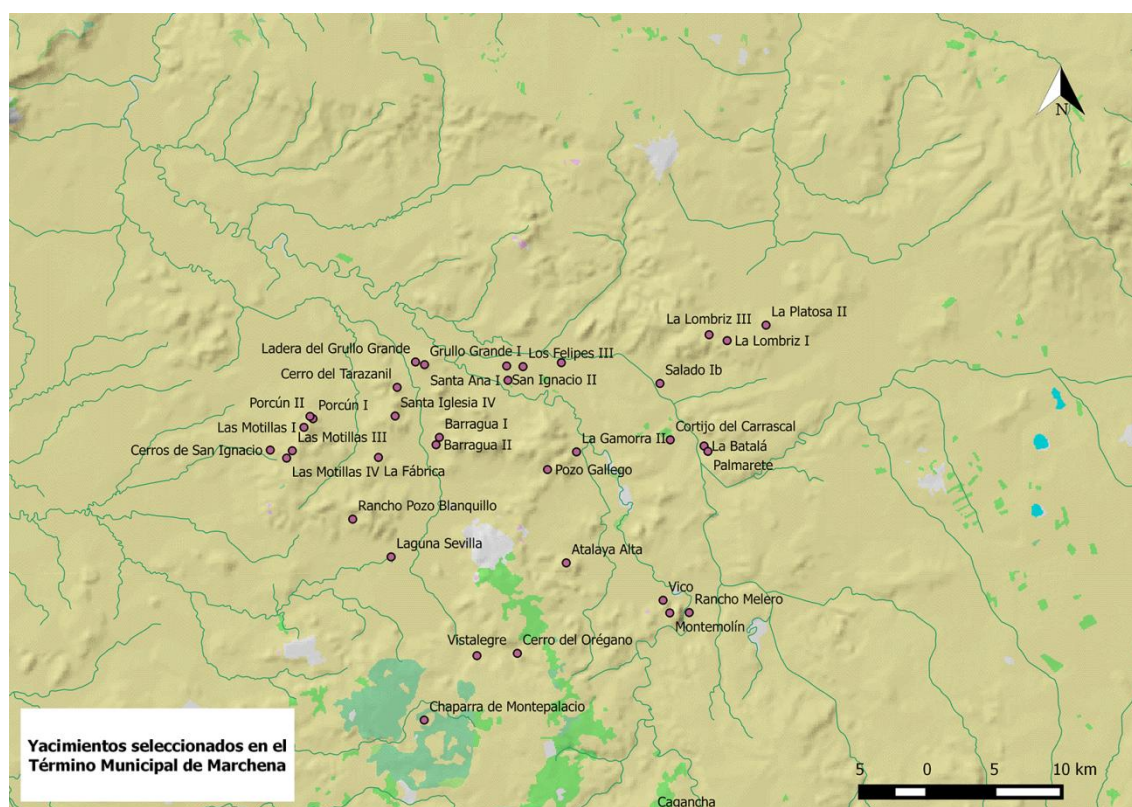 N
La Platosa II
La Lombriz III
La Lombriz I
Ladera del Grullo Grande
Grullo Grande I
Los Felipes III
Santa Ana I
San Ignacio II
Salado Ib
Cerro del Tarazanil
Porcún II
Porcún I
Santa Iglesia IV
Las Motillas I
Barragua I
Las Motillas III
La Gamorra II
Cortijo del Carrascal
Cerros de San Ignacio
Barragua II
La Batalá
Las Motillas IV
La Fábrica
Pozo Gallego
Palmarete
Rancho Pozo Blanquillo
Laguna Sevilla
Atalaya Alta
Vico
Rancho Melero
Montemolín
Vistalegre
Cerro del Orégano
Chaparra de Montepalacio
Yacimientos seleccionados en el
Término Municipal de Marchena
5 0 5 10 km
Cagancha